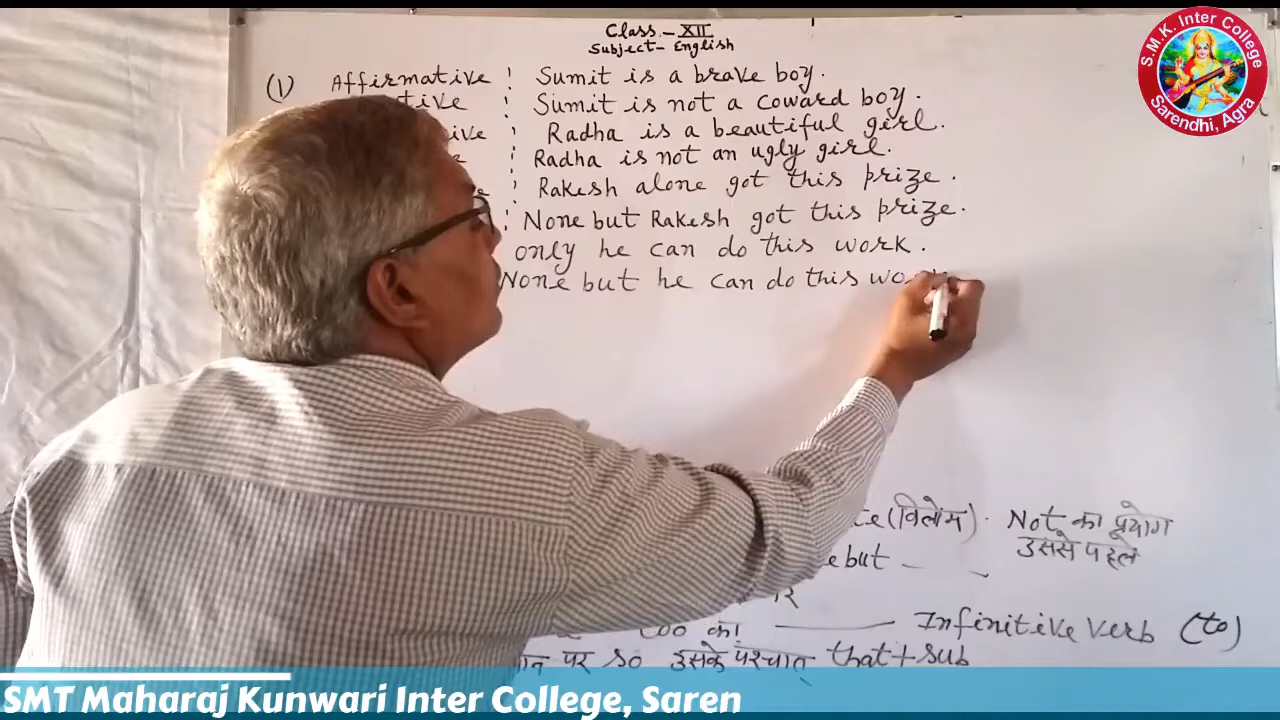 Class - XII
Subject - English
(1) Affirmative : Sumit is a brave boy.
: Sumit is not a coward boy.
: Radha is a beautiful girl.
: Radha is not an ugly girl.
: Rakesh alone got this prize.
: None but Rakesh got this prize.
only he can do this work.
None but he can do this
(विलोम). Not का प्रयोग
उससे पहले
but
पर
too का ——— Infinitive verb (to)
पर so उसके पश्चात् that + sub
S.M.K. Inter College
Sarendhi, Agra
SMT Maharaj Kunwari Inter College, Saren